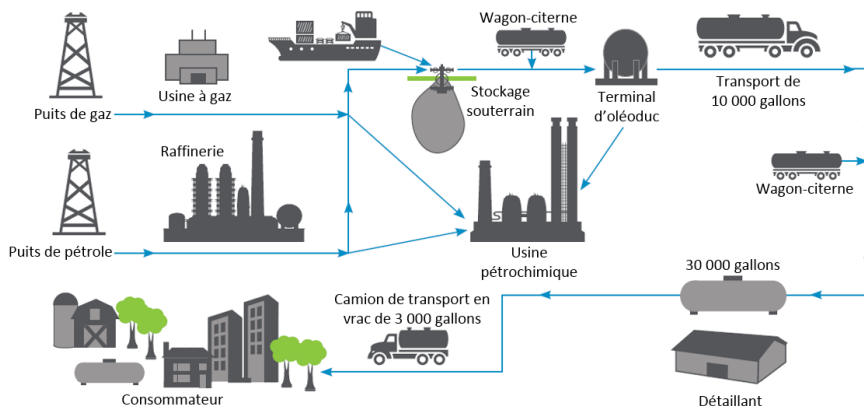 Puits de gaz
Usine à gaz
Wagon-citerne
Stockage
souterrain
Terminal
d'oléoduc
Transport de
10 000 gallons
Raffinerie
Wagon-citerne
Puits de pétrole
Usine
pétrochimique
30 000 gallons
Camion de transport en
vrac de 3 000 gallons
Consommateur
Détaillant